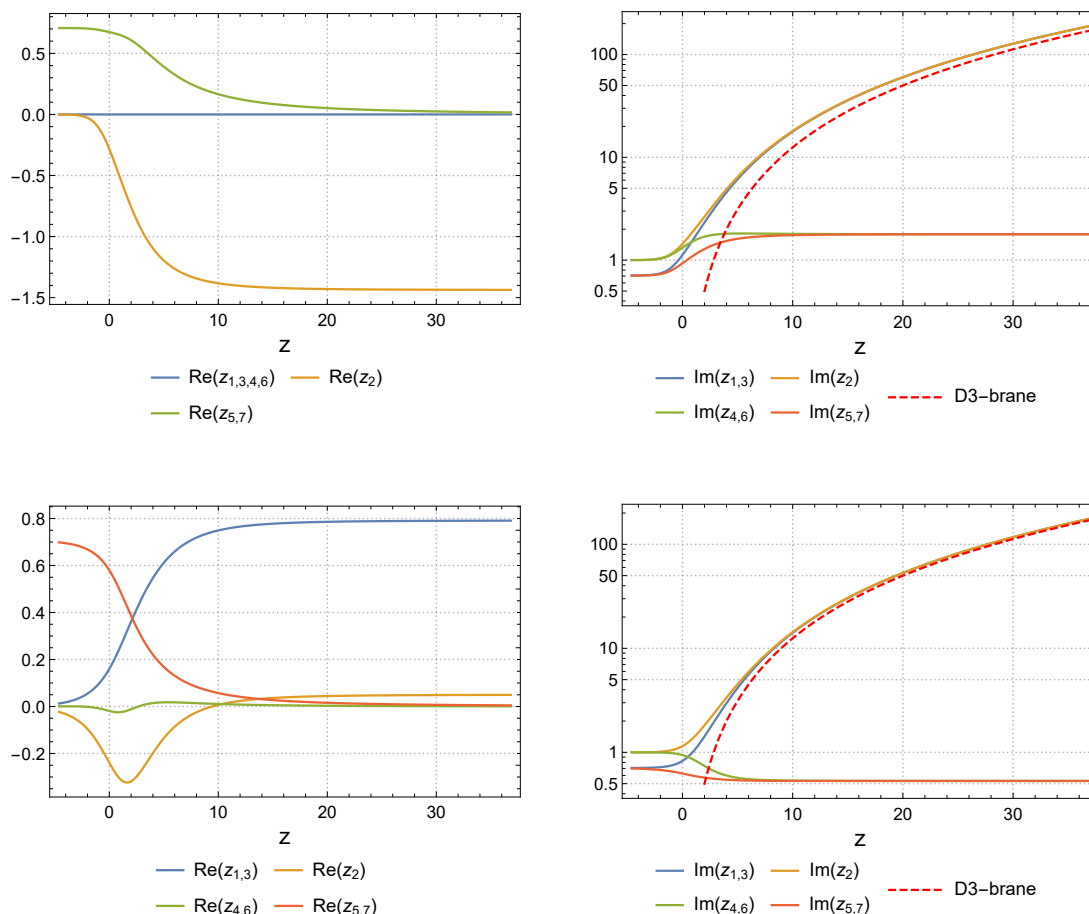 0.5
0.0
−0.5
−1.0
−1.5
0 10 20 30
z
Re(z1,3,4,6) Re(z2)
Re(z5,7)
100
50
10
5
1
0.5
0 10 20 30
z
Im(z1,3) Im(z2)
Im(z4,6) Im(z5,7)
D3−brane
0.8
0.6
0.4
0.2
0.0
−0.2
0 10 20 30
z
Re(z1,3) Re(z2)
Re(z4,6) Re(z5,7)
100
50
10
5
1
0.5
0 10 20 30
z
Im(z1,3) Im(z2)
Im(z4,6) Im(z5,7)
D3−brane